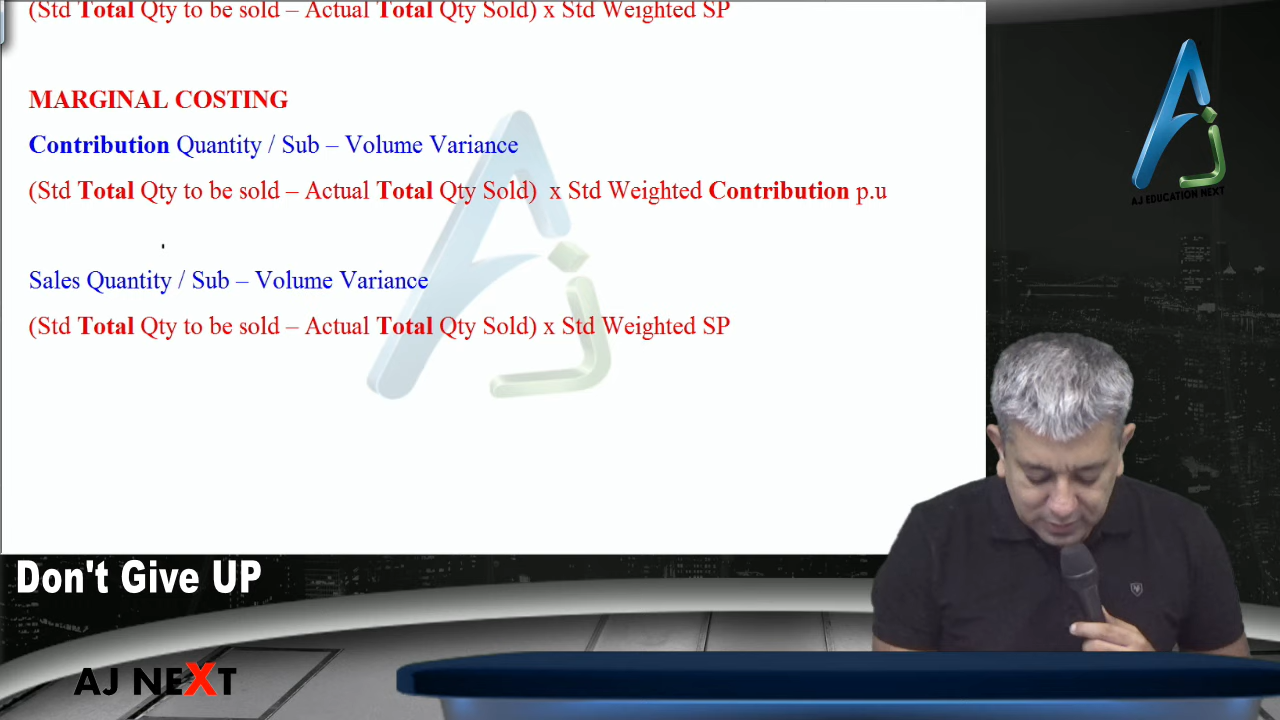 (Std Total Qty to be sold – Actual Total Qty Sold) x Std Weighted SP
MARGINAL COSTING
Contribution Quantity / Sub – Volume Variance
(Std Total Qty to be sold – Actual Total Qty Sold) x Std Weighted Contribution p.u
Sales Quantity / Sub – Volume Variance
(Std Total Qty to be sold – Actual Total Qty Sold) x Std Weighted SP
AJ EDUCATION NEXT
Don't Give UP
AJ NEXT